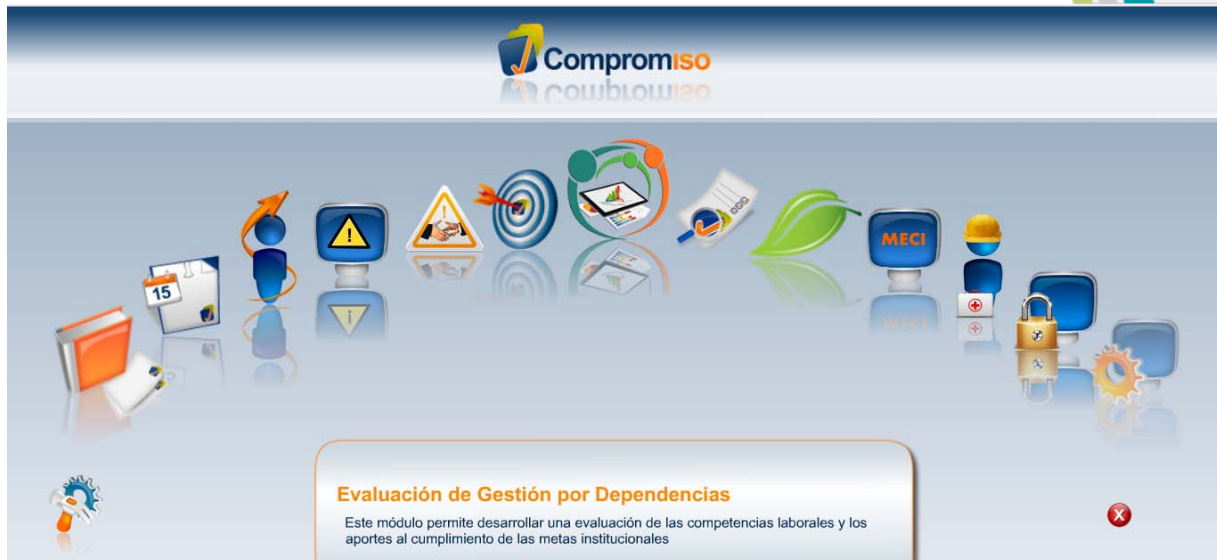 Compromiso
15
MECI
Evaluación de Gestión por Dependencias
Este módulo permite desarrollar una evaluación de las competencias laborales y los
aportes al cumplimiento de las metas institucionales